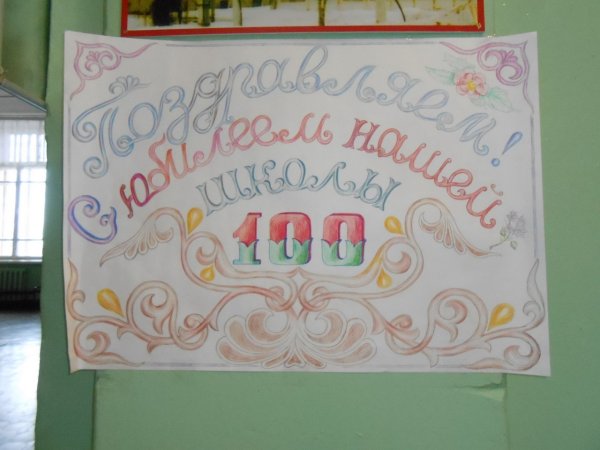 Поздравляем!
С юбилеем нашей
школы
100